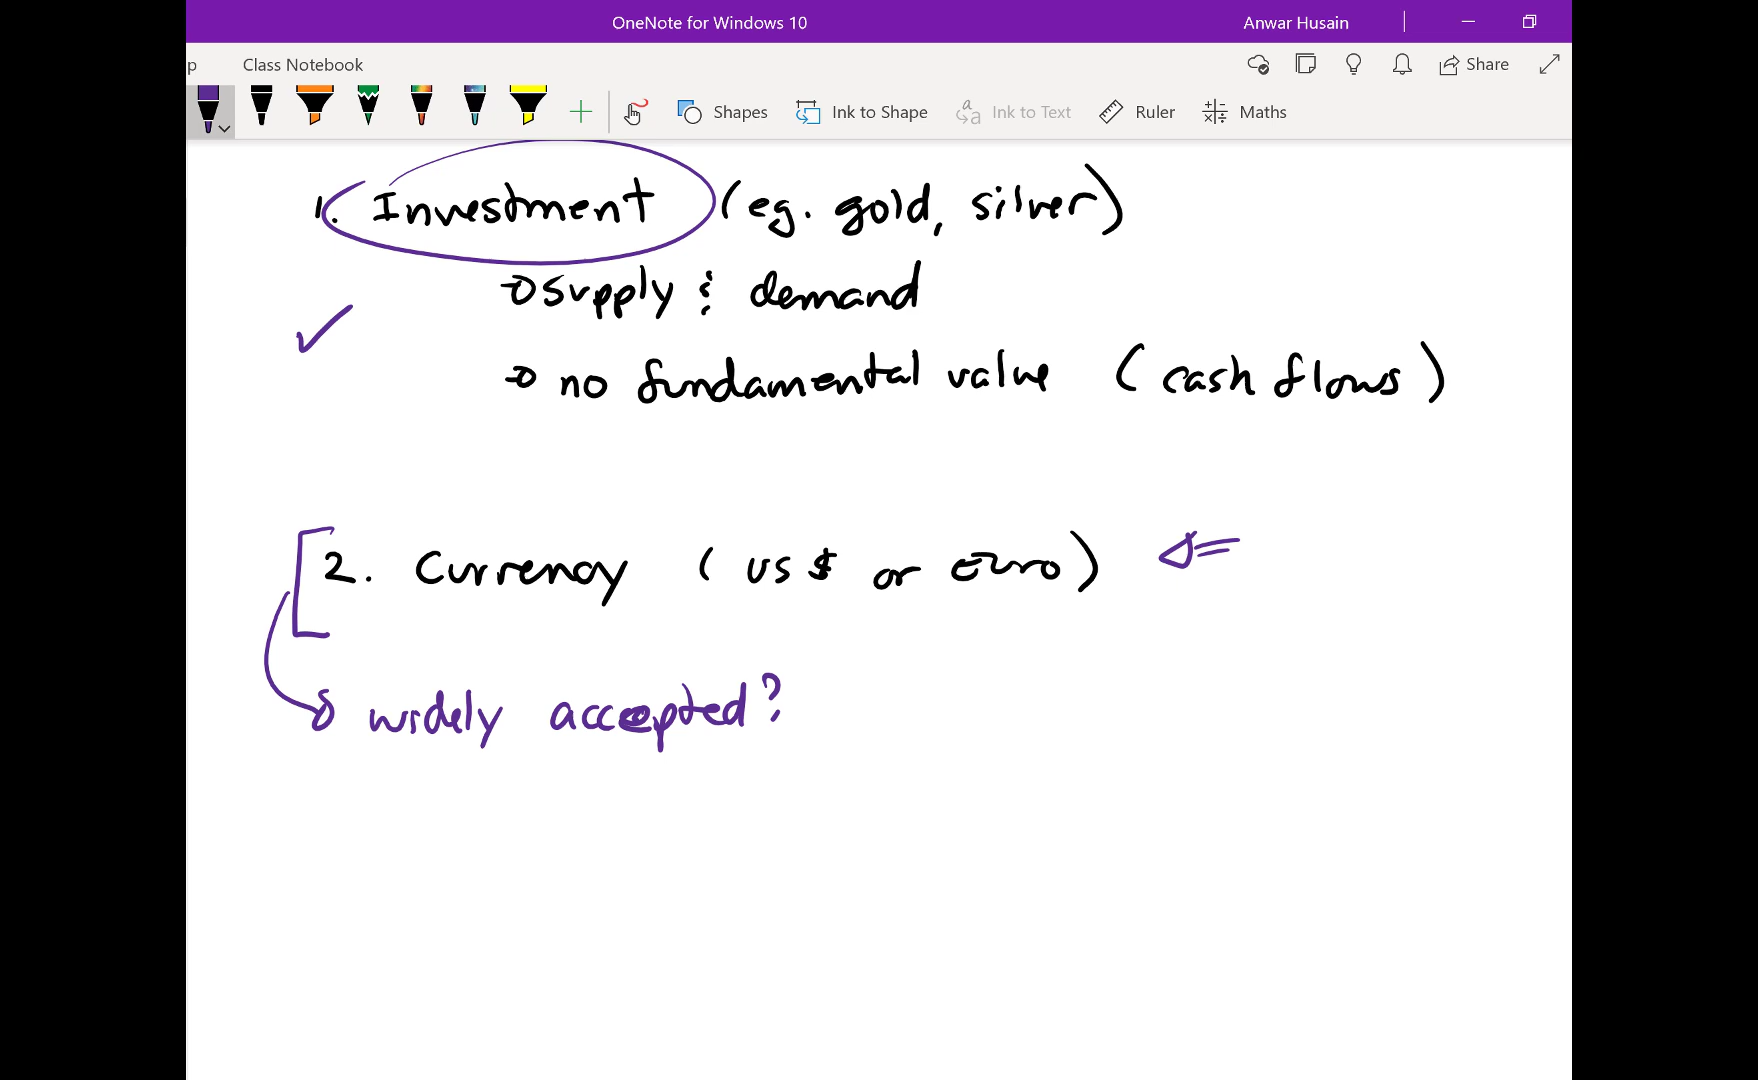 OneNote for Windows 10 Anwar Husain
p Class Notebook Share
Shapes Ink to Shape Ink to Text Ruler Maths
1. Investment (eg. gold, silver)
supply & demand
no fundamental value (cash flows)
2. Currency (US $ or Euro)
widely accepted?